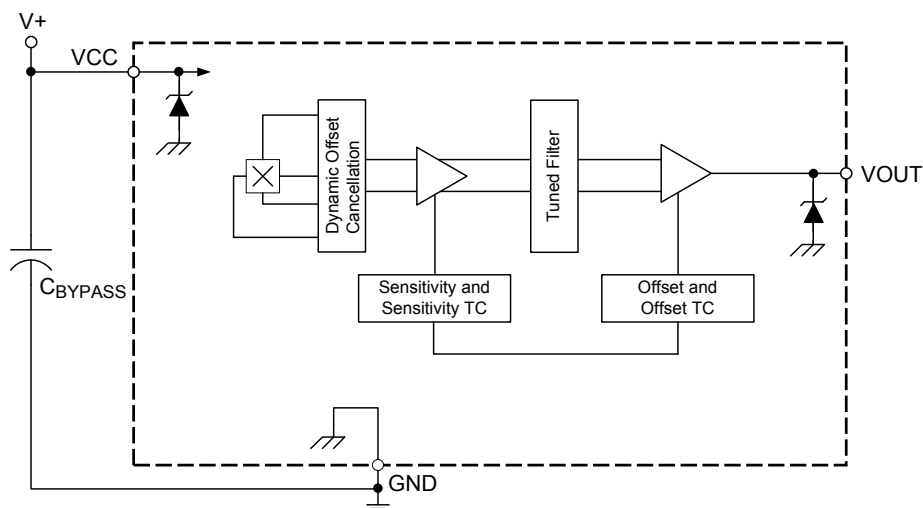 V+
VCC
Dynamic Offset
Cancellation
Tuned Filter
VOUT
CBYPASS
Sensitivity and
Sensitivity TC
Offset and
Offset TC
GND